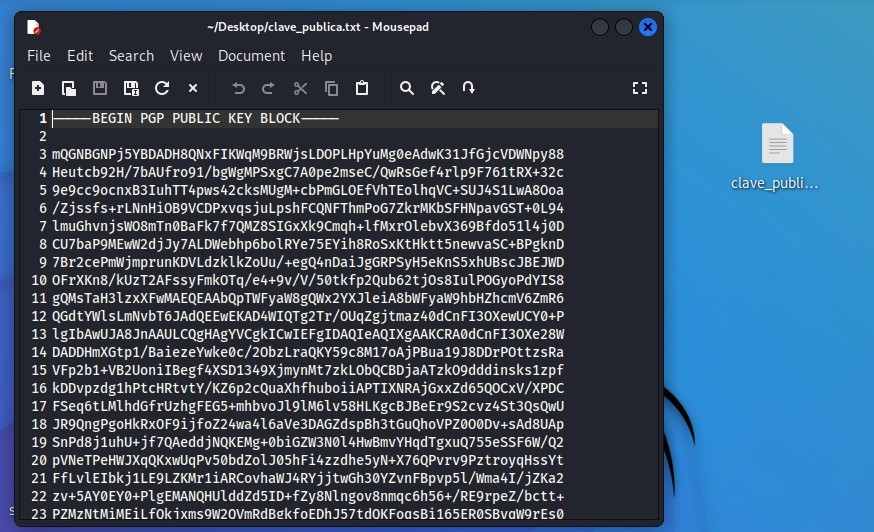 ~/Desktop/clave_publica.txt - Mousepad
File Edit Search View Document Help
1 -----BEGIN PGP PUBLIC KEY BLOCK-----
2
3 mQGNBGNPj5YBDADH8QNxFIKWqM9BRWjsLDOPLHpYuMg0eAdwK31JfGjcVDWNpy88
4 Heutcb92H/7bAUfro91/bgWgMPSxgC7A0pe2mseC/QwRsGef4rlp9F761tRX+32c
5 9e9cc9ocnxB3IuhTT4pws42cksMUgM+cbPmGLOEfVhTEolhqVC+SUJ4S1LwA8Ooa
6 /Zjssfs+rLNnHiOB9VCDPxvqsjuLpshFCQNFThmPoG7ZkrMKbSFHNpavGST+0L94
7 lmuGhvnjsWO8mTn0BaFk7f7QMZ8SIGxXk9Cmqh+lfMxrOlebvX369Bfdo51l4j0D
8 CU7baP9MEwW2djJy7ALDWebhp6bolRYe75EYih8RoSxKtHktt5newvaSC+BPgknD
9 7Br2cePmWjmprunKDVLdzklkZoUu/+egQ4nDaiJgGRPSyH5eKnS5xhUBscJBEJWD
10 OFrXKn8/kUzT2AFssyFmkOTq/e4+9v/V/50tkfp2Qub62tjOs8IulPOGyoPdYIS8
11 gQMsTaH3lzxXFwMAEQEAAbQpTWFyaW8gQWx2YXJleiA8bWFyaW9hbHZhcmV6ZmR6
12 QGdtYWlsLmNvbT6JAdQEEwEKAD4WIQTg2Tr/OUqZgjtmaz40dCnFI3OXewUCY0+P
13 lgIbAwUJA8JnAAULCQgHAgYVCgkICwIEFgIDAQIeAQIXgAAKCRA0dCnFI3OXe28W
14 DADDHmXGtp1/BaiezeYwke0c/2ObzLraQKY59c8M17oAjPBua19J8DDrPOttzsRa
15 VFp2b1+VB2UoniIBegf4XSD1349XjmynMt7zkLObQCBDjaATzkO9dddinsks1zpf
16 kDDvpzdg1hPtcHRtvtY/KZ6p2cQuaXhfhuboiiAPTIXNRAjGxxZd65QOCxV/XPDC
17 FSeq6tLMlhdGfrUzhgFEG5+mhbvoJl9lM6lv58HLKgcBJBeEr9S2cvz4St3QsQwU
18 JR9QngPgoHkRxOF9ijfoZ24wa4l6aVe3DAGZdspBh3tGuQhoVPZ0O0Dv+sAd8UAp
19 SnPd8j1uhU+jf7QAeddjNQKEMg+0biGZW3N0l4HwBmvYHqdTgxuQ755eSSF6W/Q2
20 pVNeTPeHWJXqQKxwUqPv50bdZolJ05hFi4zzdhe5yN+X76QPvrv9PztroyqHssYt
21 FfLvlEIbkj1LE9LZKMr1iARCovhaWJ4RYjjtwGh30YZvnFBpvp5l/Wma4I/jZKa2
22 zv+5AY0EY0+PlgEMANQHUlddZd5ID+fZy8Nlngov8nmqc6h56+/RE9rpeZ/bctt+
23 PZMzNtMiMEiLfOkjxms9W2OVmRdBgkfoEDhJ57tdOKFoqsBi165ER0SBvgW9rEs0
clave_publi...